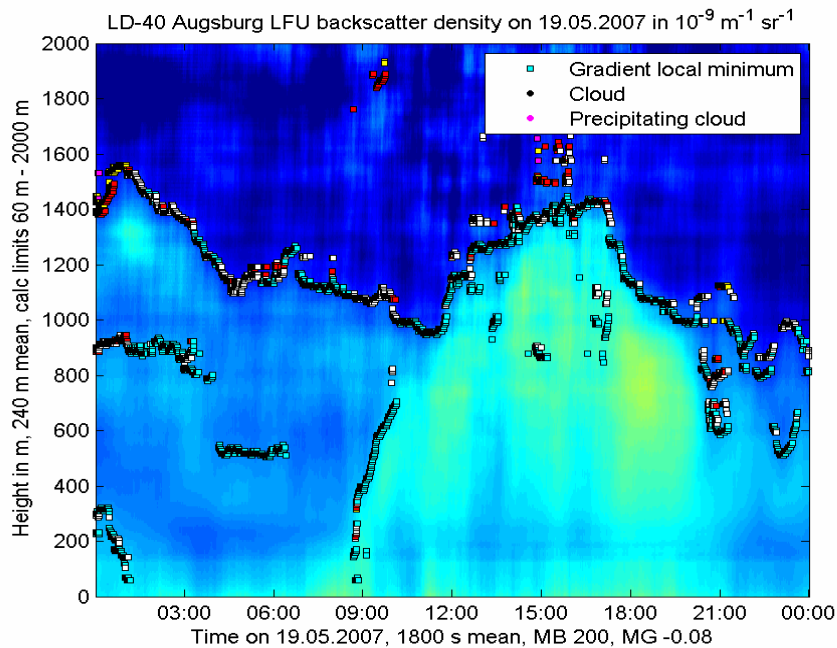 LD-40 Augsburg LFU backscatter density on 19.05.2007 in 10⁻⁹ m⁻¹ sr⁻¹
2000
1800
1600
1400
1200
1000
800
600
400
200
0
Height in m, 240 m mean, calc limits 60 m - 2000 m
Gradient local minimum
Cloud
Precipitating cloud
03:00 06:00 09:00 12:00 15:00 18:00 21:00 00:00
Time on 19.05.2007, 1800 s mean, MB 200, MG -0.08